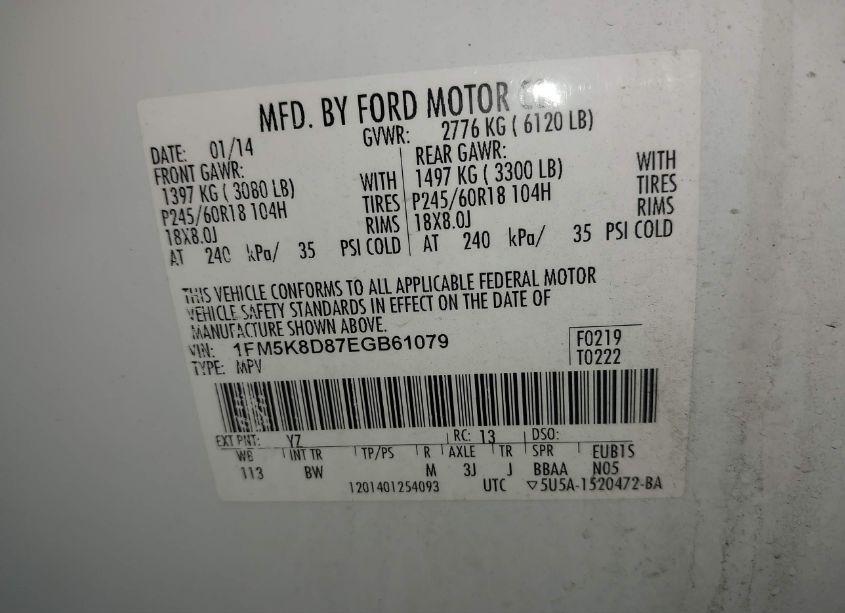 MFD. BY FORD MOTOR CO.
DATE: 01/14 GVWR: 2776 KG ( 6120 LB)
FRONT GAWR: REAR GAWR:
1397 KG ( 3080 LB) WITH 1497 KG ( 3300 LB) WITH
P245/60R18 104H TIRES P245/60R18 104H TIRES
18X8.0J RIMS 18X8.0J RIMS
AT 240 kPa/ 35 PSI COLD AT 240 kPa/ 35 PSI COLD
THIS VEHICLE CONFORMS TO ALL APPLICABLE FEDERAL MOTOR
VEHICLE SAFETY STANDARDS IN EFFECT ON THE DATE OF
MANUFACTURE SHOWN ABOVE.
VIN: 1FM5K8D87EGB61079 F0219
TYPE: MPV T0222
EXT PNT: YZ RC: 13 DSO:
WB INT TR TP/PS R AXLE TR SPR EUB1S
113 BW M 3J J BBAA N05
1201401254093 UTC ▽5U5A-1520472-BA